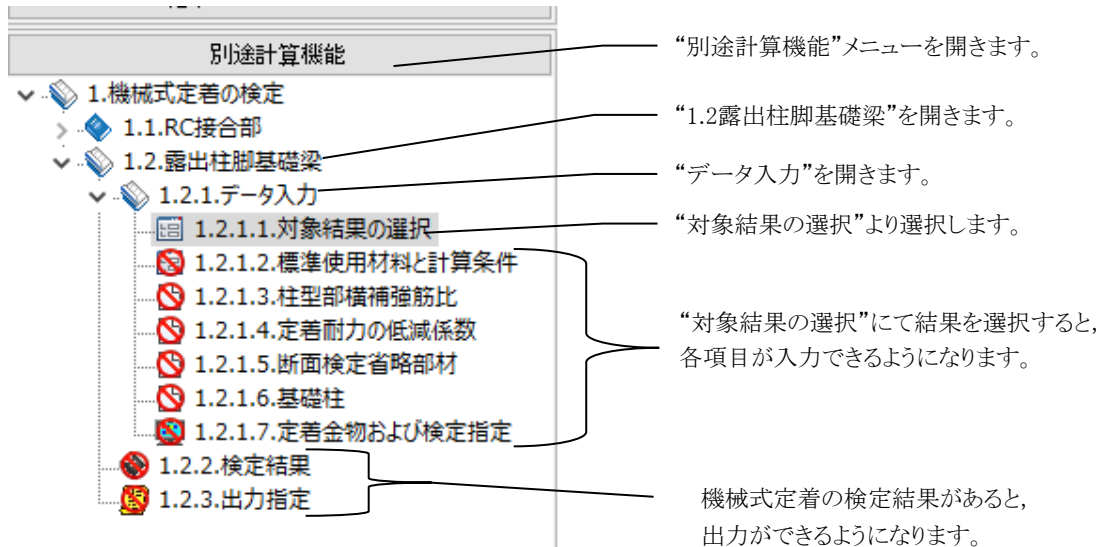 別途計算機能
“別途計算機能”メニューを開きます。
1.機械式定着の検定
1.1.RC接合部
“1.2露出柱脚基礎梁”を開きます。
1.2.露出柱脚基礎梁
“データ入力”を開きます。
1.2.1.データ入力
1.2.1.1.対象結果の選択
“対象結果の選択”より選択します。
1.2.1.2.標準使用材料と計算条件
1.2.1.3.柱型部横補強筋比
1.2.1.4.定着耐力の低減係数
1.2.1.5.断面検定省略部材
1.2.1.6.基礎柱
1.2.1.7.定着金物および検定指定
“対象結果の選択”にて結果を選択すると,
各項目が入力できるようになります。
1.2.2.検定結果
1.2.3.出力指定
機械式定着の検定結果があると,
出力ができるようになります。